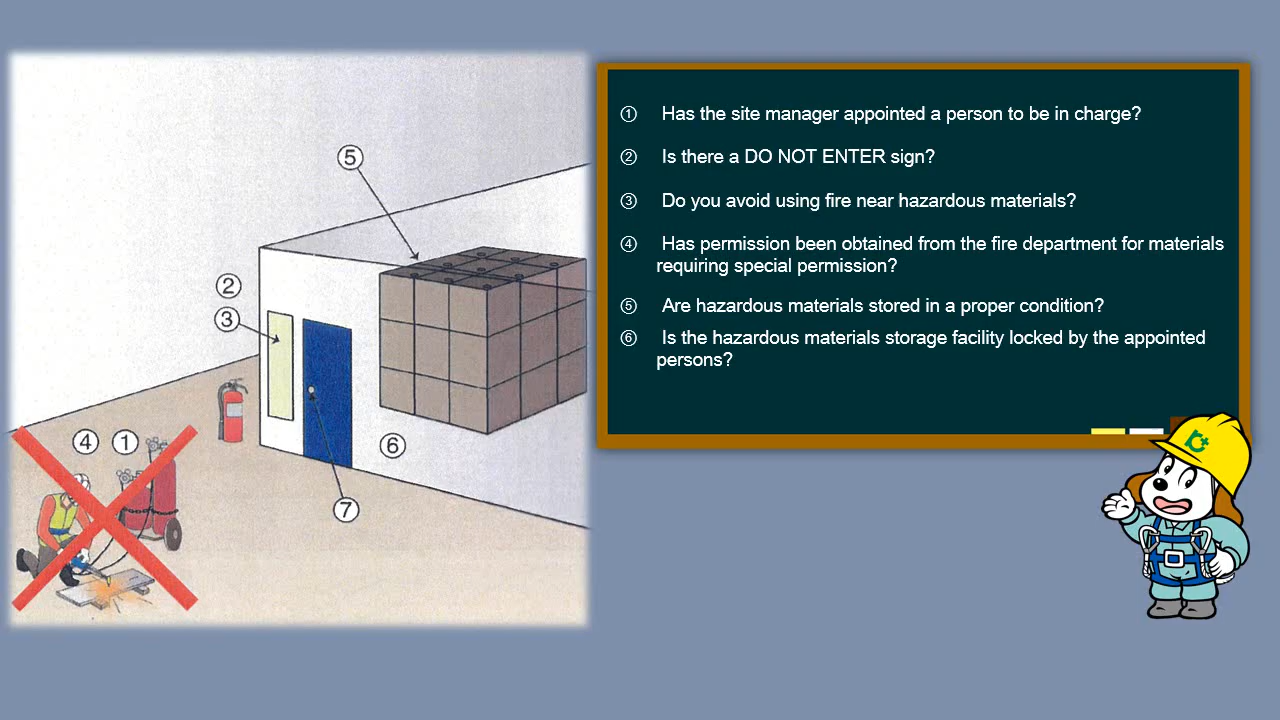 ① Has the site manager appointed a person to be in charge?
② Is there a DO NOT ENTER sign?
③ Do you avoid using fire near hazardous materials?
④ Has permission been obtained from the fire department for materials
requiring special permission?
⑤ Are hazardous materials stored in a proper condition?
⑥ Is the hazardous materials storage facility locked by the appointed
persons?
⑤
②
③
④ ①
⑥
⑦